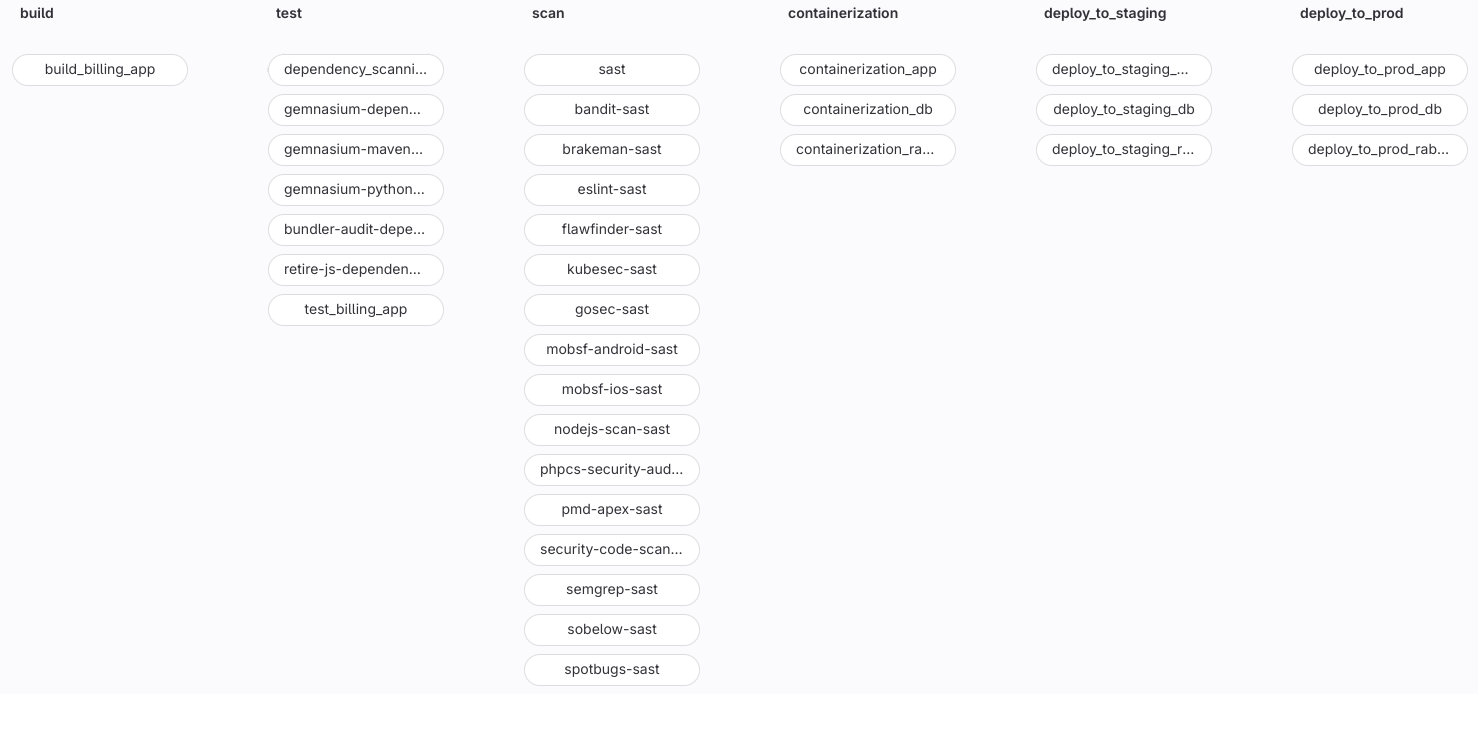 build
build_billing_app
test
dependency_scanni...
gemnasium-depen...
gemnasium-maven...
gemnasium-python...
bundler-audit-depe...
retire-js-dependen...
test_billing_app
scan
sast
bandit-sast
brakeman-sast
eslint-sast
flawfinder-sast
kubesec-sast
gosec-sast
mobsf-android-sast
mobsf-ios-sast
nodejs-scan-sast
phpcs-security-aud...
pmd-apex-sast
security-code-scan...
semgrep-sast
sobelow-sast
spotbugs-sast
containerization
containerization_app
containerization_db
containerization_ra...
deploy_to_staging
deploy_to_staging_...
deploy_to_staging_db
deploy_to_staging_r...
deploy_to_prod
deploy_to_prod_app
deploy_to_prod_db
deploy_to_prod_rab...